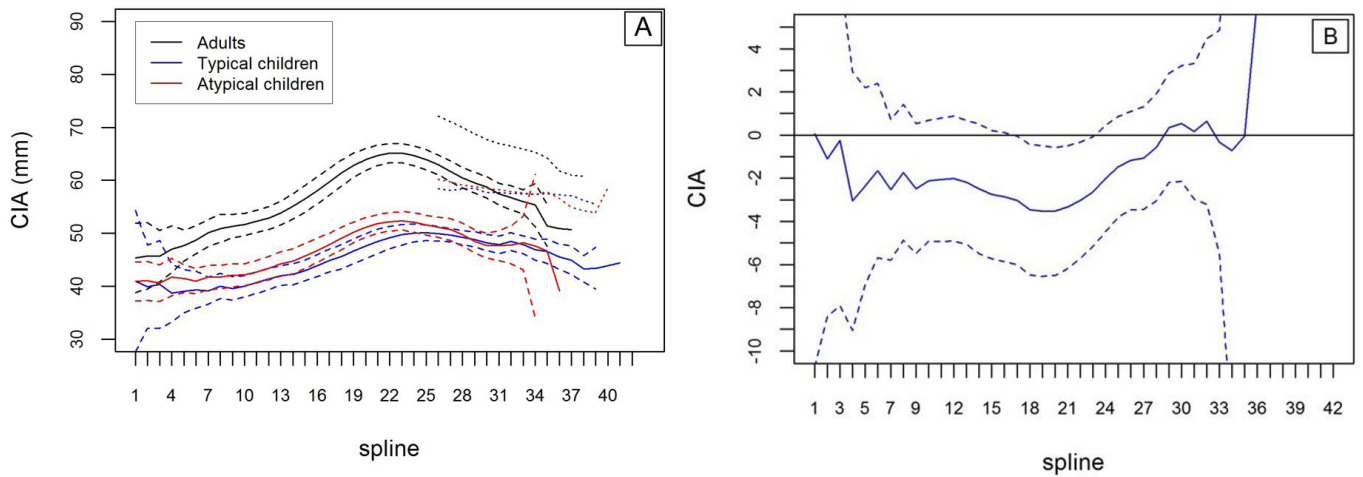 A
Adults
Typical children
Atypical children
CIA (mm)
90
80
70
60
50
40
30
1 4 7 10 13 16 19 22 25 28 31 34 37 40
spline
B
CIA
4
2
0
-2
-4
-6
-8
-10
1 3 5 7 9 12 15 18 21 24 27 30 33 36 39 42
spline